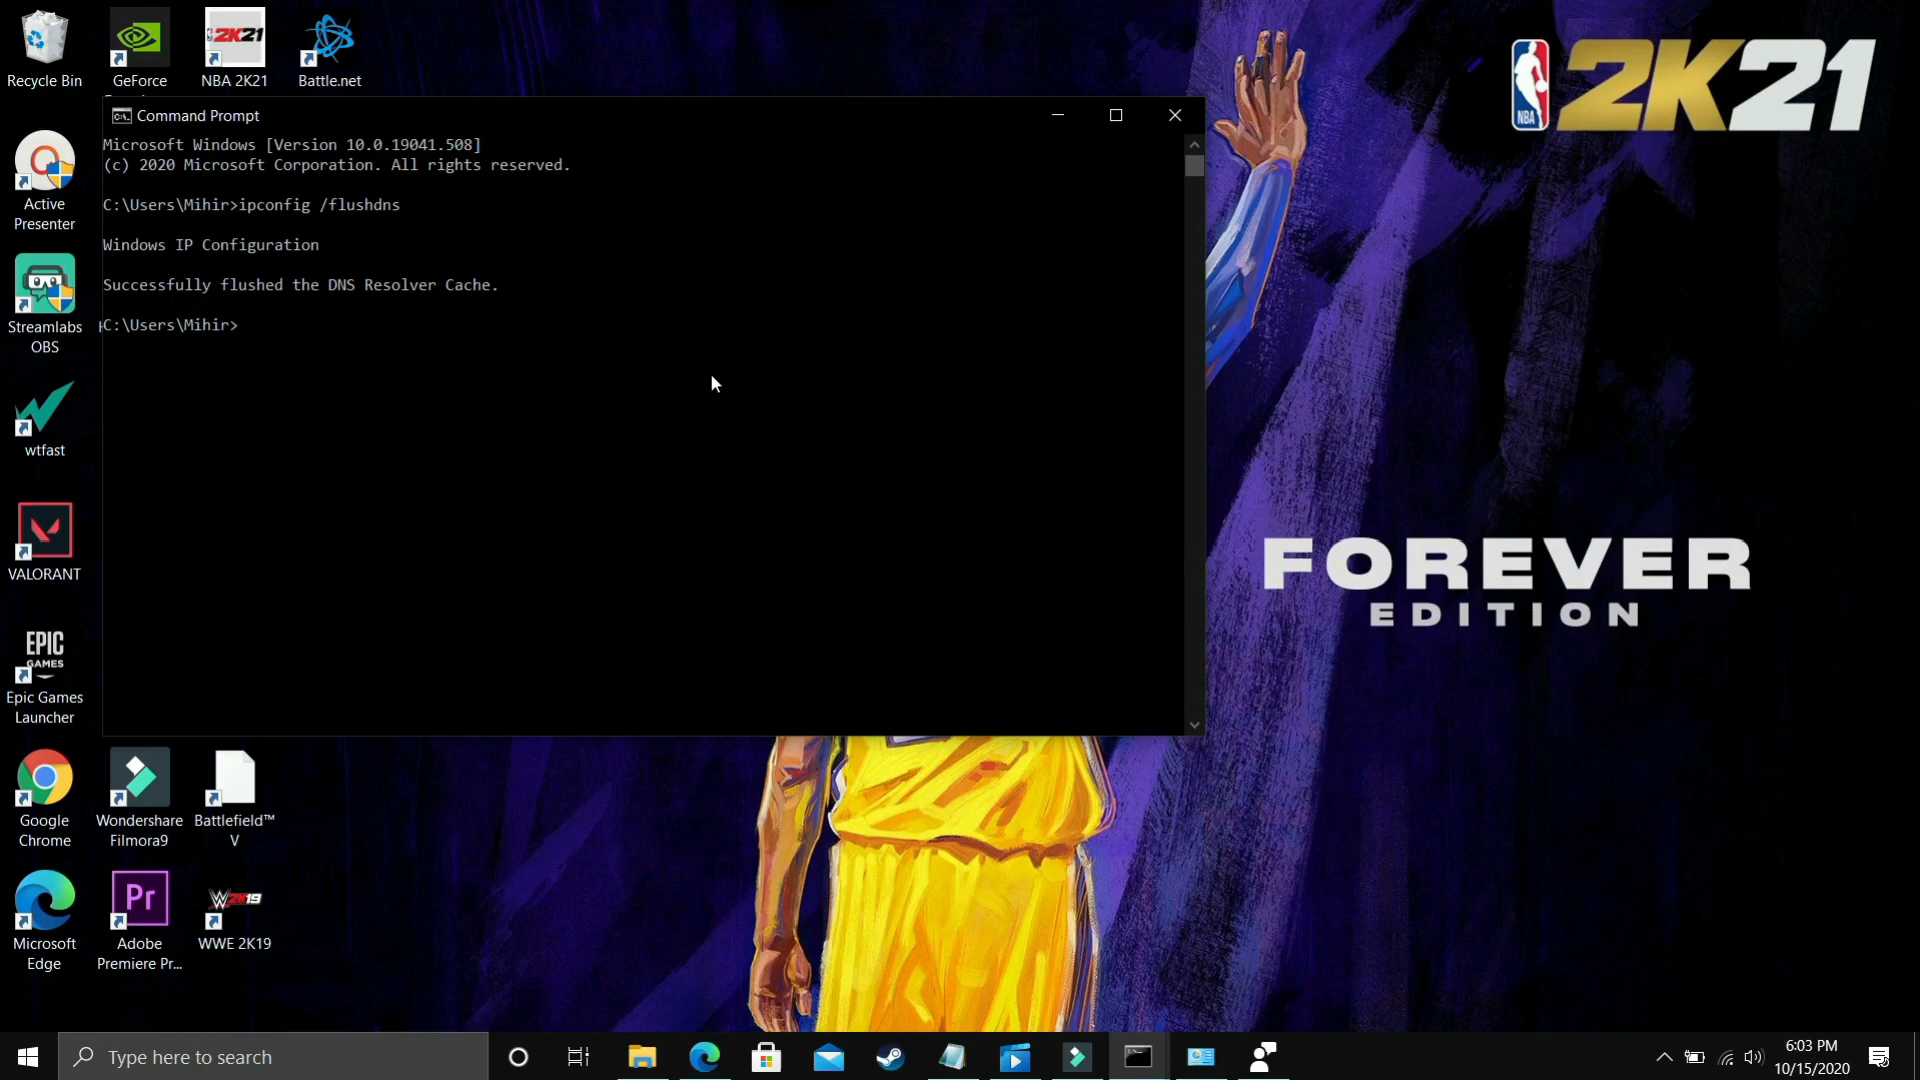 Recycle Bin
GeForce
NBA 2K21
Battle.net
2K21
NBA
2K21
Command Prompt
Microsoft Windows [Version 10.0.19041.508]
(c) 2020 Microsoft Corporation. All rights reserved.
C:\Users\Mihir>ipconfig /flushdns
Windows IP Configuration
Successfully flushed the DNS Resolver Cache.
C:\Users\Mihir>
Active
Presenter
Streamlabs
OBS
wtfast
VALORANT
EPIC
GAMES
Epic Games
Launcher
FOREVER
EDITION
Google
Chrome
Wondershare
Filmora9
Battlefield™
V
Microsoft
Edge
Pr
Adobe
Premiere Pr...
W2K19
WWE 2K19
Type here to search
6:03 PM
10/15/2020